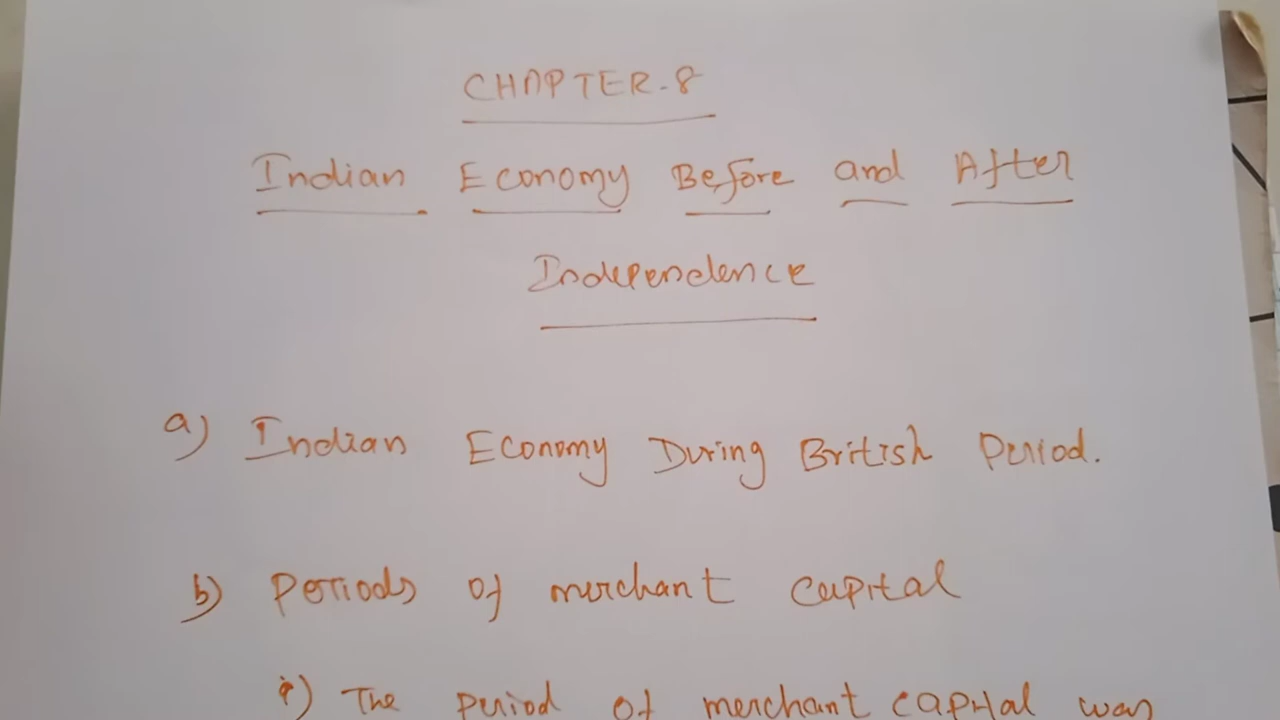 CHAPTER-8
Indian Economy Before and After
Independence
a) Indian Economy During British Period.
b) Periods of merchant capital
i) The period of merchant capital was